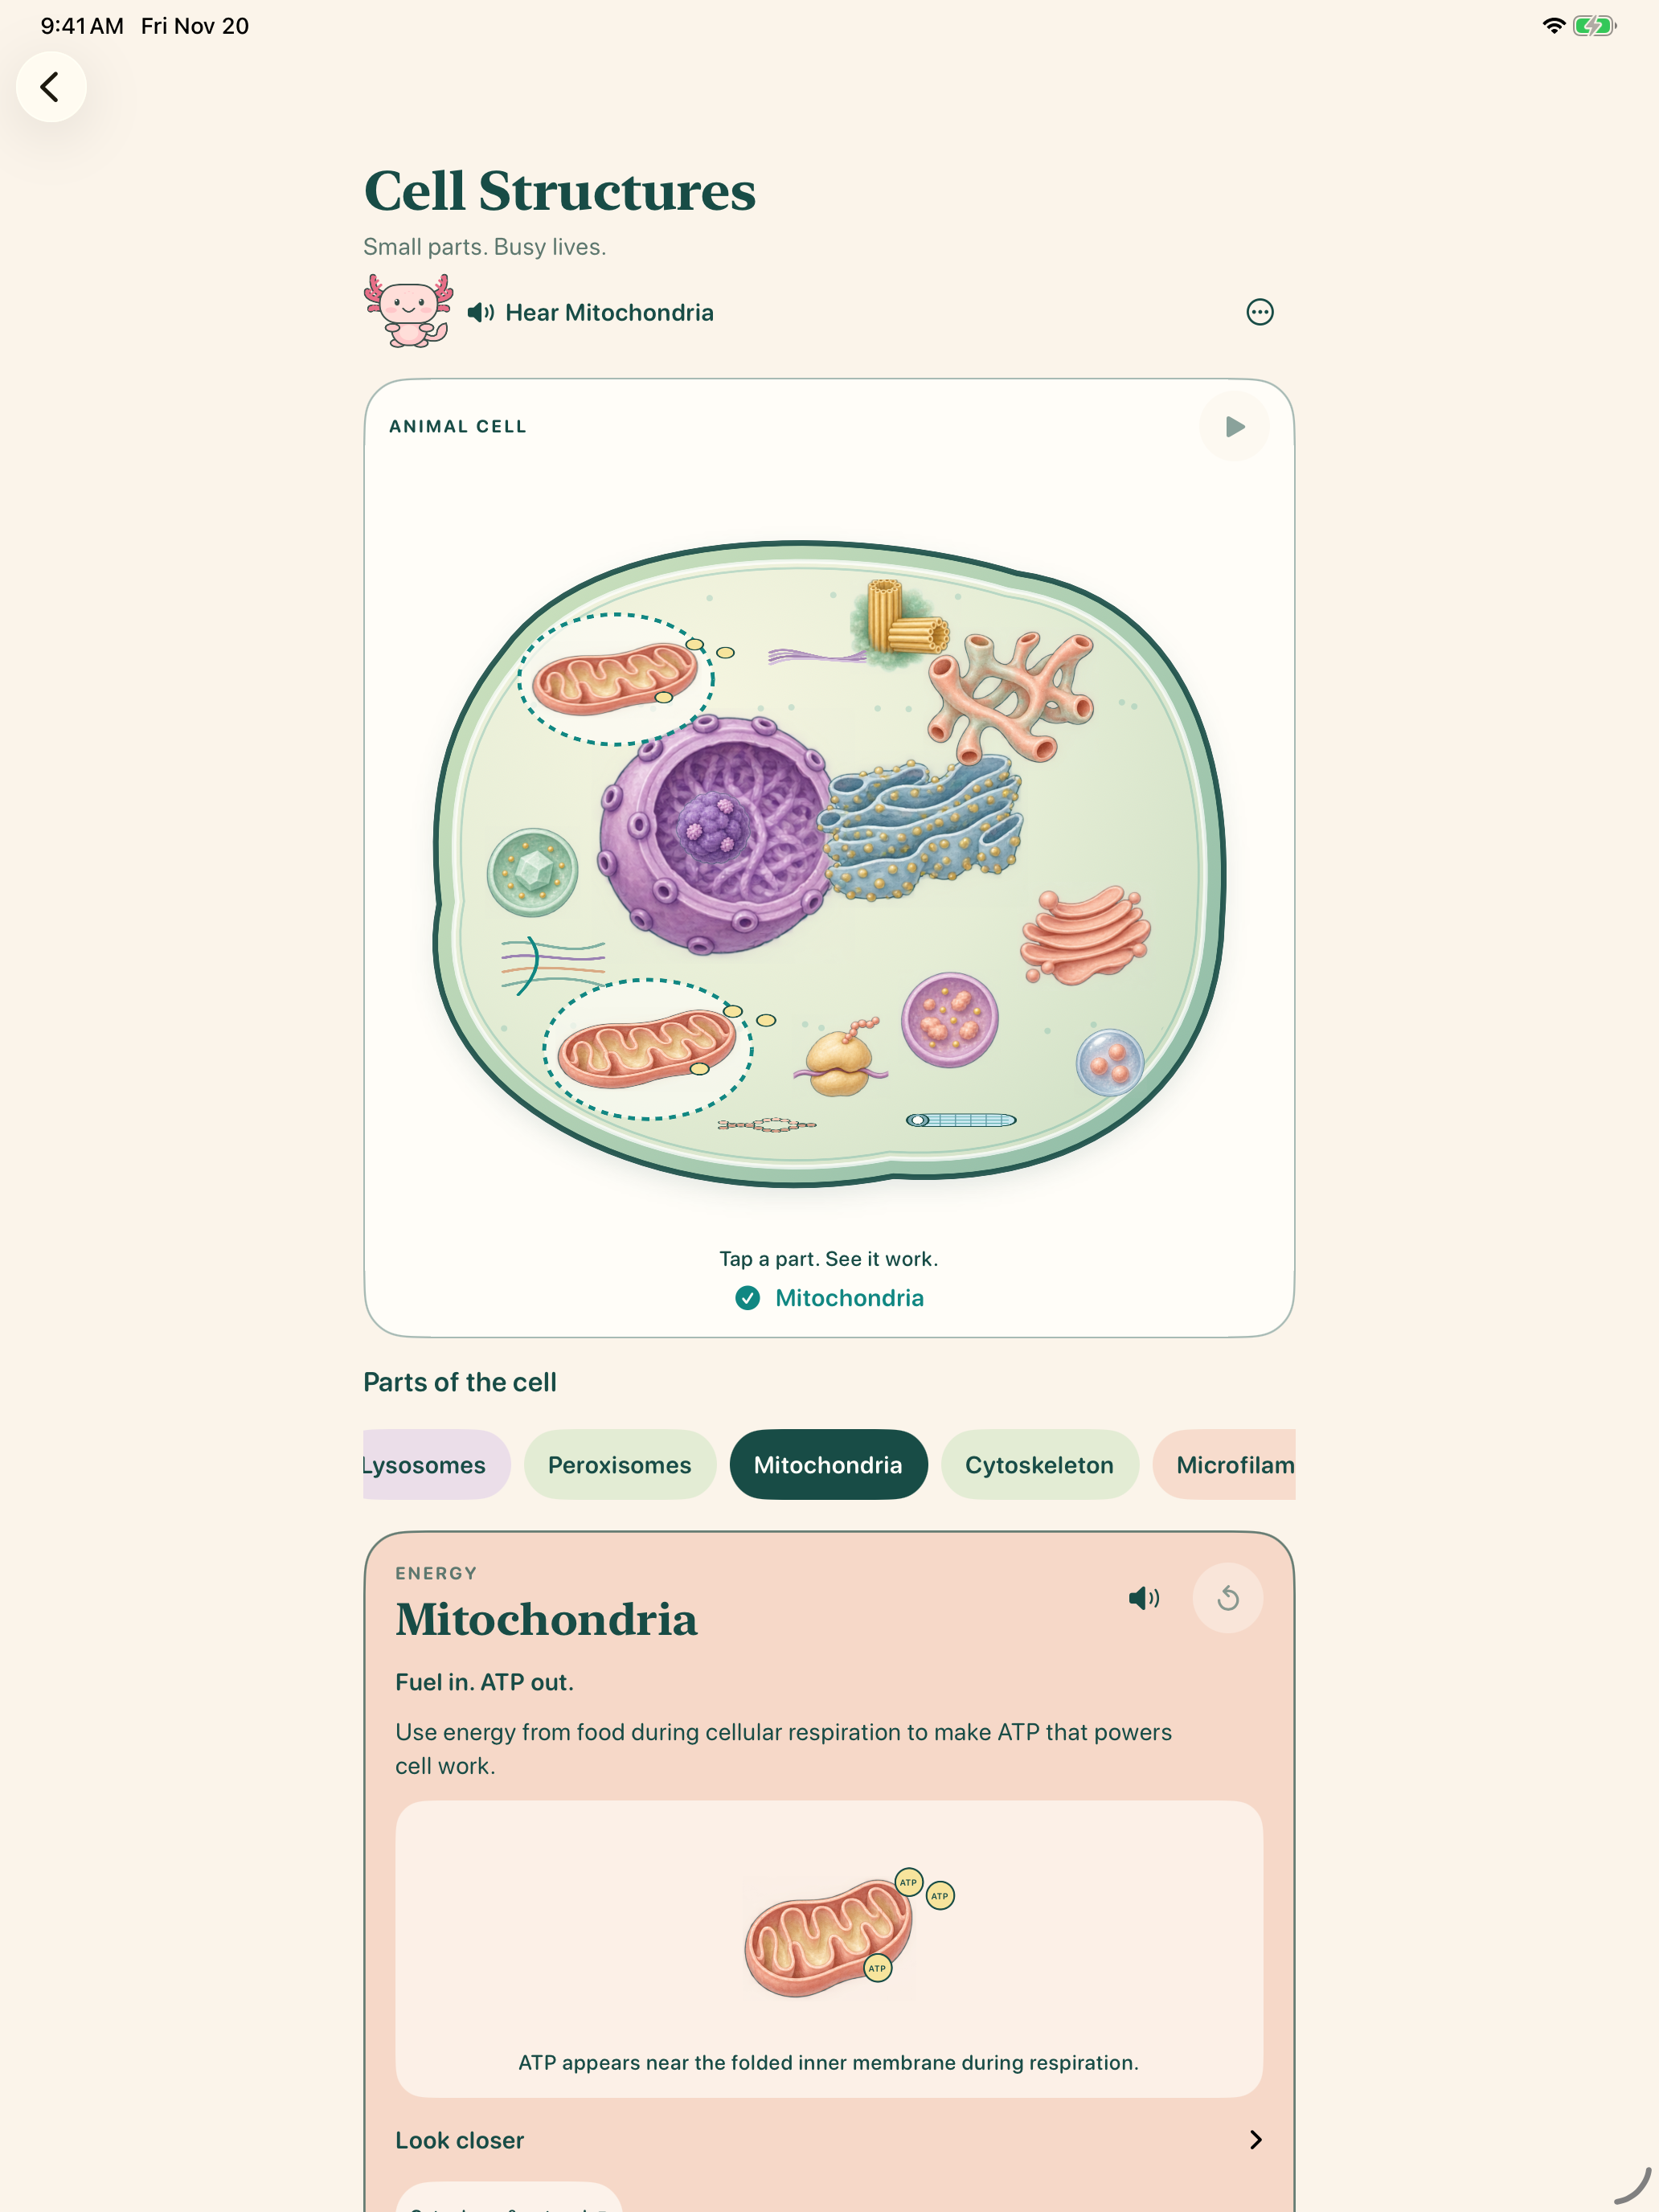 9:41 AM Fri Nov 20
Cell Structures
Small parts. Busy lives.
Hear Mitochondria
ANIMAL CELL
Tap a part. See it work.
Mitochondria
Parts of the cell
Lysosomes Peroxisomes Mitochondria Cytoskeleton Microfilam
ENERGY
Mitochondria
Fuel in. ATP out.
Use energy from food during cellular respiration to make ATP that powers
cell work.
ATP ATP
ATP
ATP appears near the folded inner membrane during respiration.
Look closer